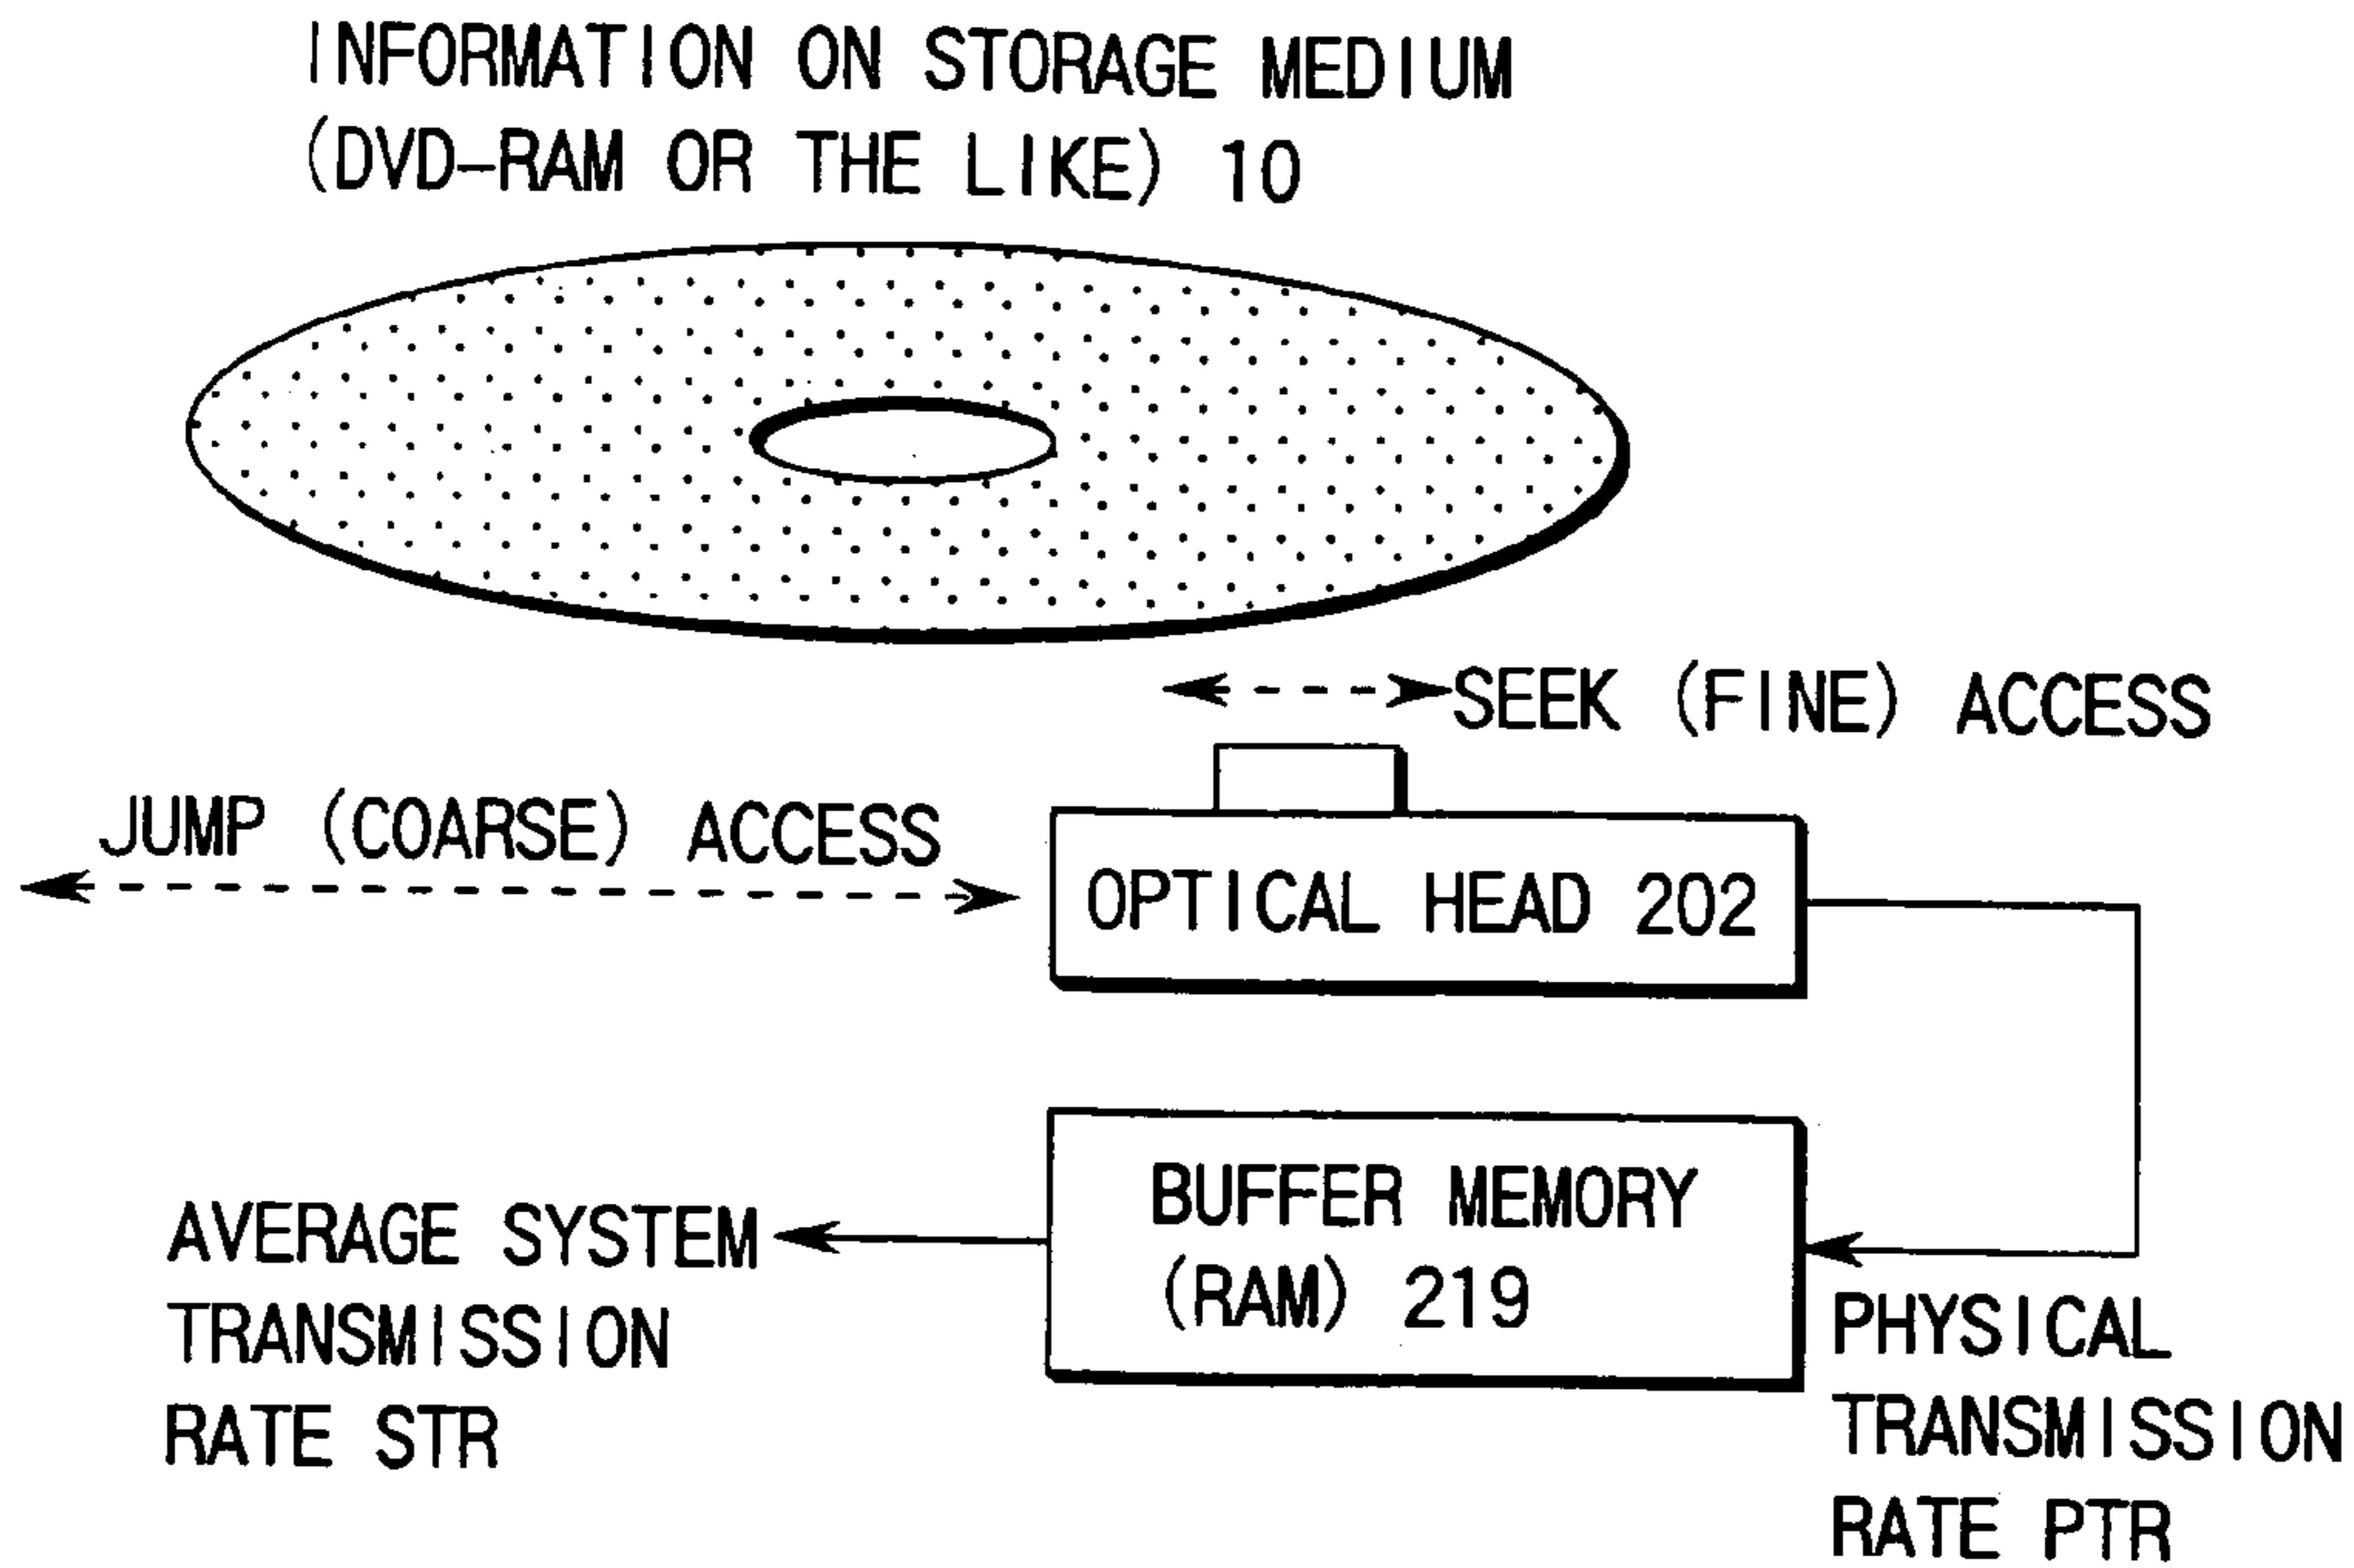 INFORMATION ON STORAGE MEDIUM
(DVD-RAM OR THE LIKE) 10
SEEK (FINE) ACCESS
JUMP (COARSE) ACCESS
OPTICAL HEAD 202
BUFFER MEMORY
(RAM) 219
AVERAGE SYSTEM
TRANSMISSION
RATE STR
PHYSICAL
TRANSMISSION
RATE PTR